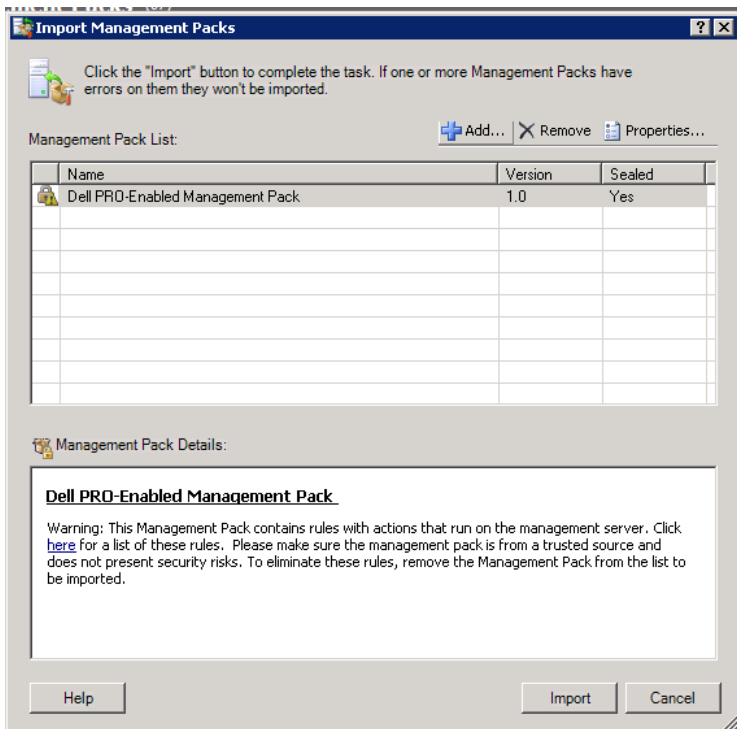 Import Management Packs
Click the "Import" button to complete the task. If one or more Management Packs have
errors on them they won't be imported.
Management Pack List:
Add... Remove Properties...
Name Version Sealed
Dell PRO-Enabled Management Pack 1.0 Yes
Management Pack Details:
Dell PRO-Enabled Management Pack
Warning: This Management Pack contains rules with actions that run on the management server. Click
here for a list of these rules. Please make sure the management pack is from a trusted source and
does not present security risks. To eliminate these rules, remove the Management Pack from the list to
be imported.
Help Import Cancel